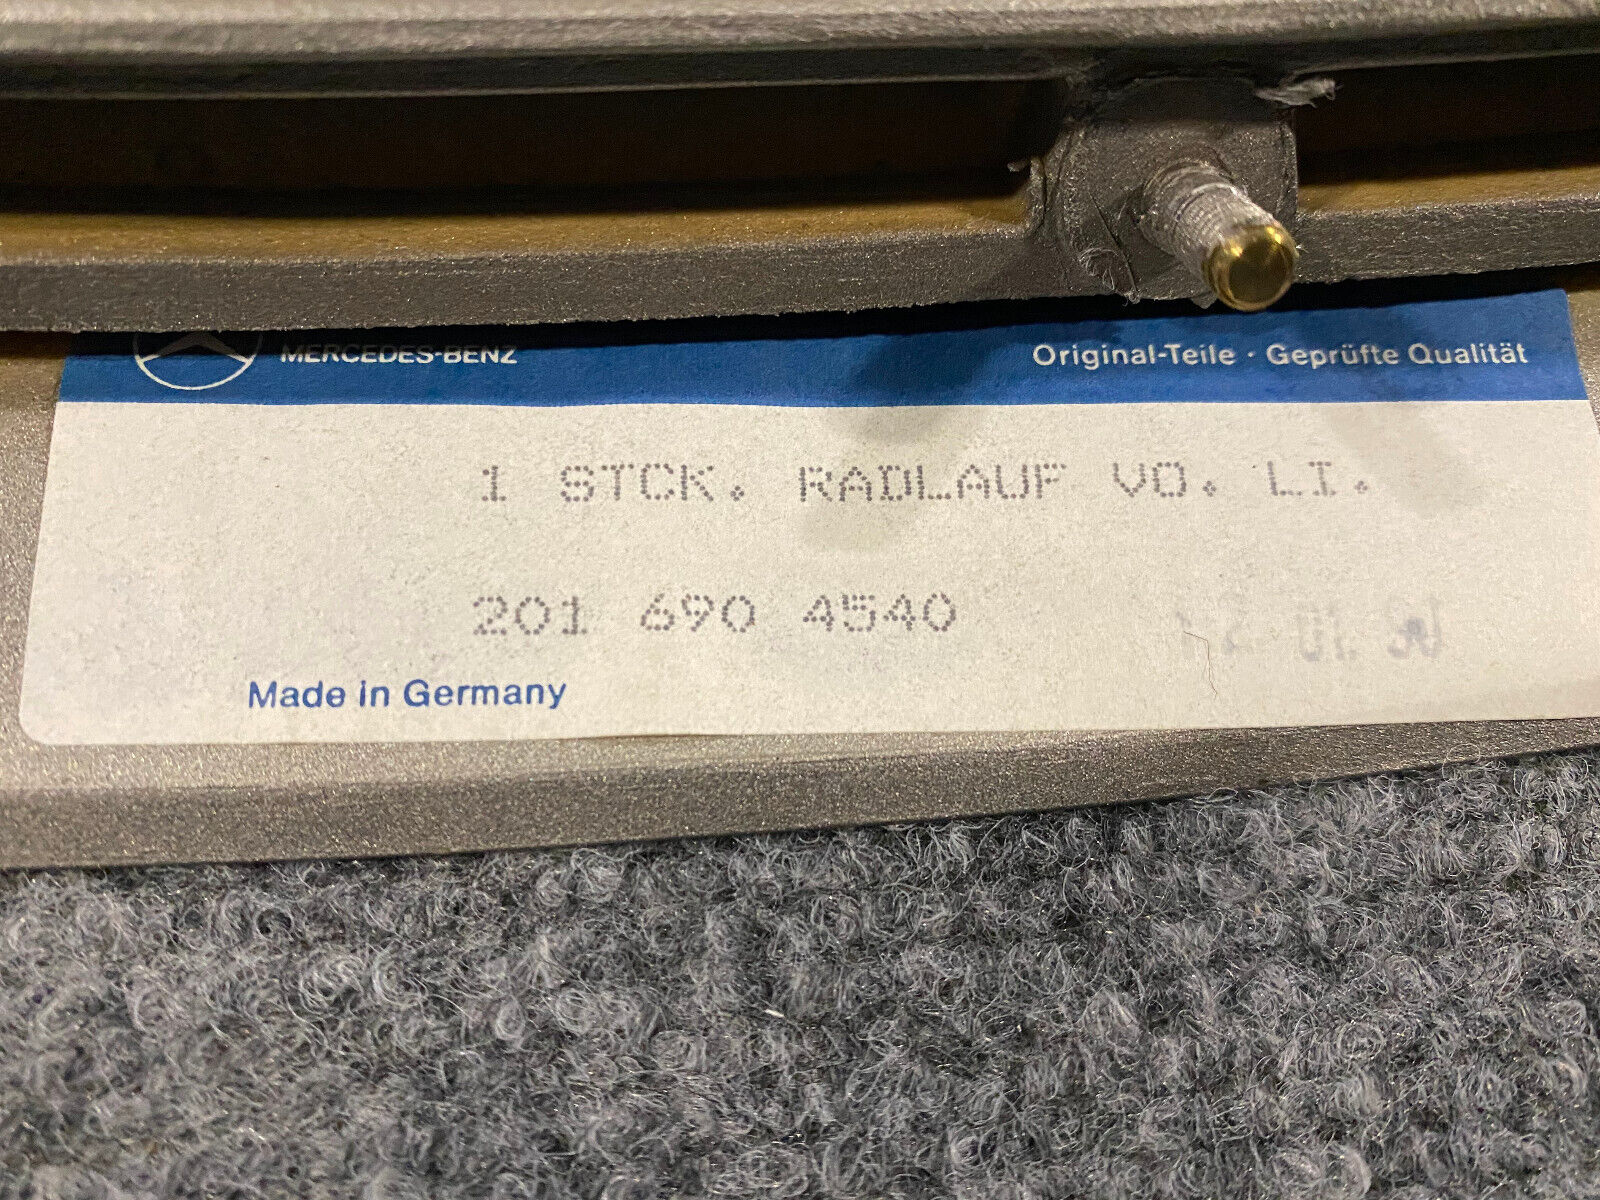 MERCEDES-BENZ
Original-Teile · Geprüfte Qualität
1 STCK. RADLAUF VO. LI.
201 690 4540
Made in Germany